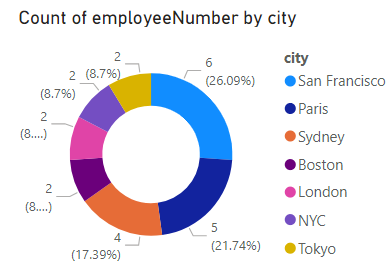 Count of employeeNumber by city
city
San Francisco
Paris
Sydney
Boston
London
NYC
Tokyo
6
(26.09%)
5
(21.74%)
4
(17.39%)
2
(8....)
2
(8....)
2
(8.7%)
2
(8.7%)